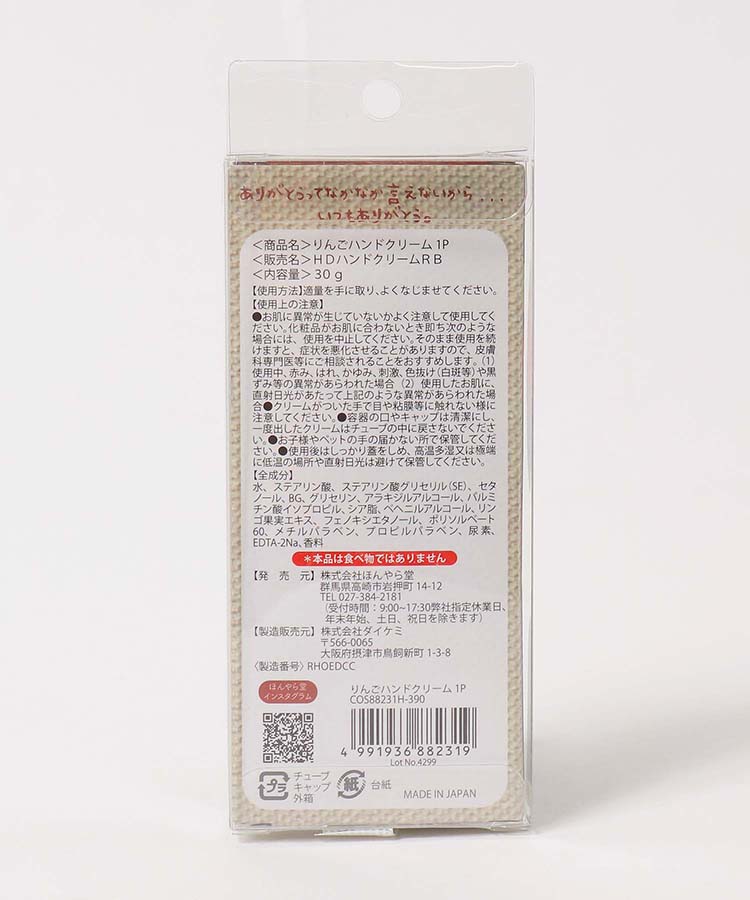 ありがとうってなかなか言えないから...
いつもありがとう。
＜商品名＞りんごハンドクリーム 1P
＜販売名＞ＨＤハンドクリームＲＢ
＜内容量＞30ｇ
【使用方法】適量を手に取り、よくなじませてください。
【使用上の注意】
●お肌に異常が生じていないかよく注意して使用してく
ださい。化粧品がお肌に合わないとき即ち次のような
場合には、使用を中止してください。そのまま使用を続
けますと、症状を悪化させることがありますので、皮膚
科専門医等にご相談されることをおすすめします。（1）
使用中、赤み、はれ、かゆみ、刺激、色抜け（白斑等）や黒
ずみ等の異常があらわれた場合（2）使用したお肌に、
直射日光があたって上記のような異常があらわれた場
合●クリームがついた手で目や粘膜等に触れない様に
注意してください。●容器の口やキャップは清潔にし、
一度出したクリームはチューブの中に戻さないでくださ
い。●お子様やペットの手の届かない所で保管してくだ
さい。●使用後はしっかり蓋をしめ、高温多湿又は極端
に低温の場所や直射日光は避けて保管してください。
【全成分】
水、ステアリン酸、ステアリン酸グリセリル（SE）、セタ
ノール、BG、グリセリン、アラキジルアルコール、パルミ
チン酸イソプロピル、シア脂、ベヘニルアルコール、リン
ゴ果実エキス、フェノキシエタノール、ポリソルベート
60、メチルパラベン、プロピルパラベン、尿素、
EDTA-2Na、香料
＊本品は食べ物ではありません
【発　売　元】株式会社ほんやら堂
群馬県高崎市岩押町 14-12
TEL 027-384-2181
（受付時間：9:00~17:30弊社指定休業日、
年末年始、土日、祝日を除きます）
【製造販売元】株式会社ダイケミ
〒566-0065
大阪府摂津市鳥飼新町 1-3-8
〈製造番号〉RHOEDCC
ほんやら堂
インスタグラム
りんごハンドクリーム 1P
COS88231H-390
4 991936 882319
Lot No.4299
プラ
チューブ
キャップ
外箱
紙
台紙
MADE IN JAPAN